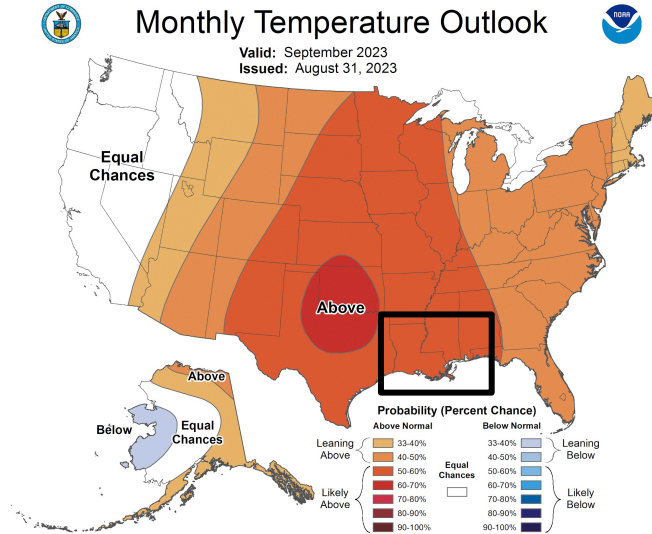 Monthly Temperature Outlook
NOAA
Valid: September 2023
Issued: August 31, 2023
Equal
Chances
Above
Above
Below
Equal
Chances
Probability (Percent Chance)
Above Normal
Below Normal
Leaning
Above
33-40%
40-50%
Likely
Above
50-60%
60-70%
70-80%
80-90%
90-100%
Equal
Chances
33-40%
40-50%
Leaning
Below
50-60%
60-70%
70-80%
80-90%
90-100%
Likely
Below